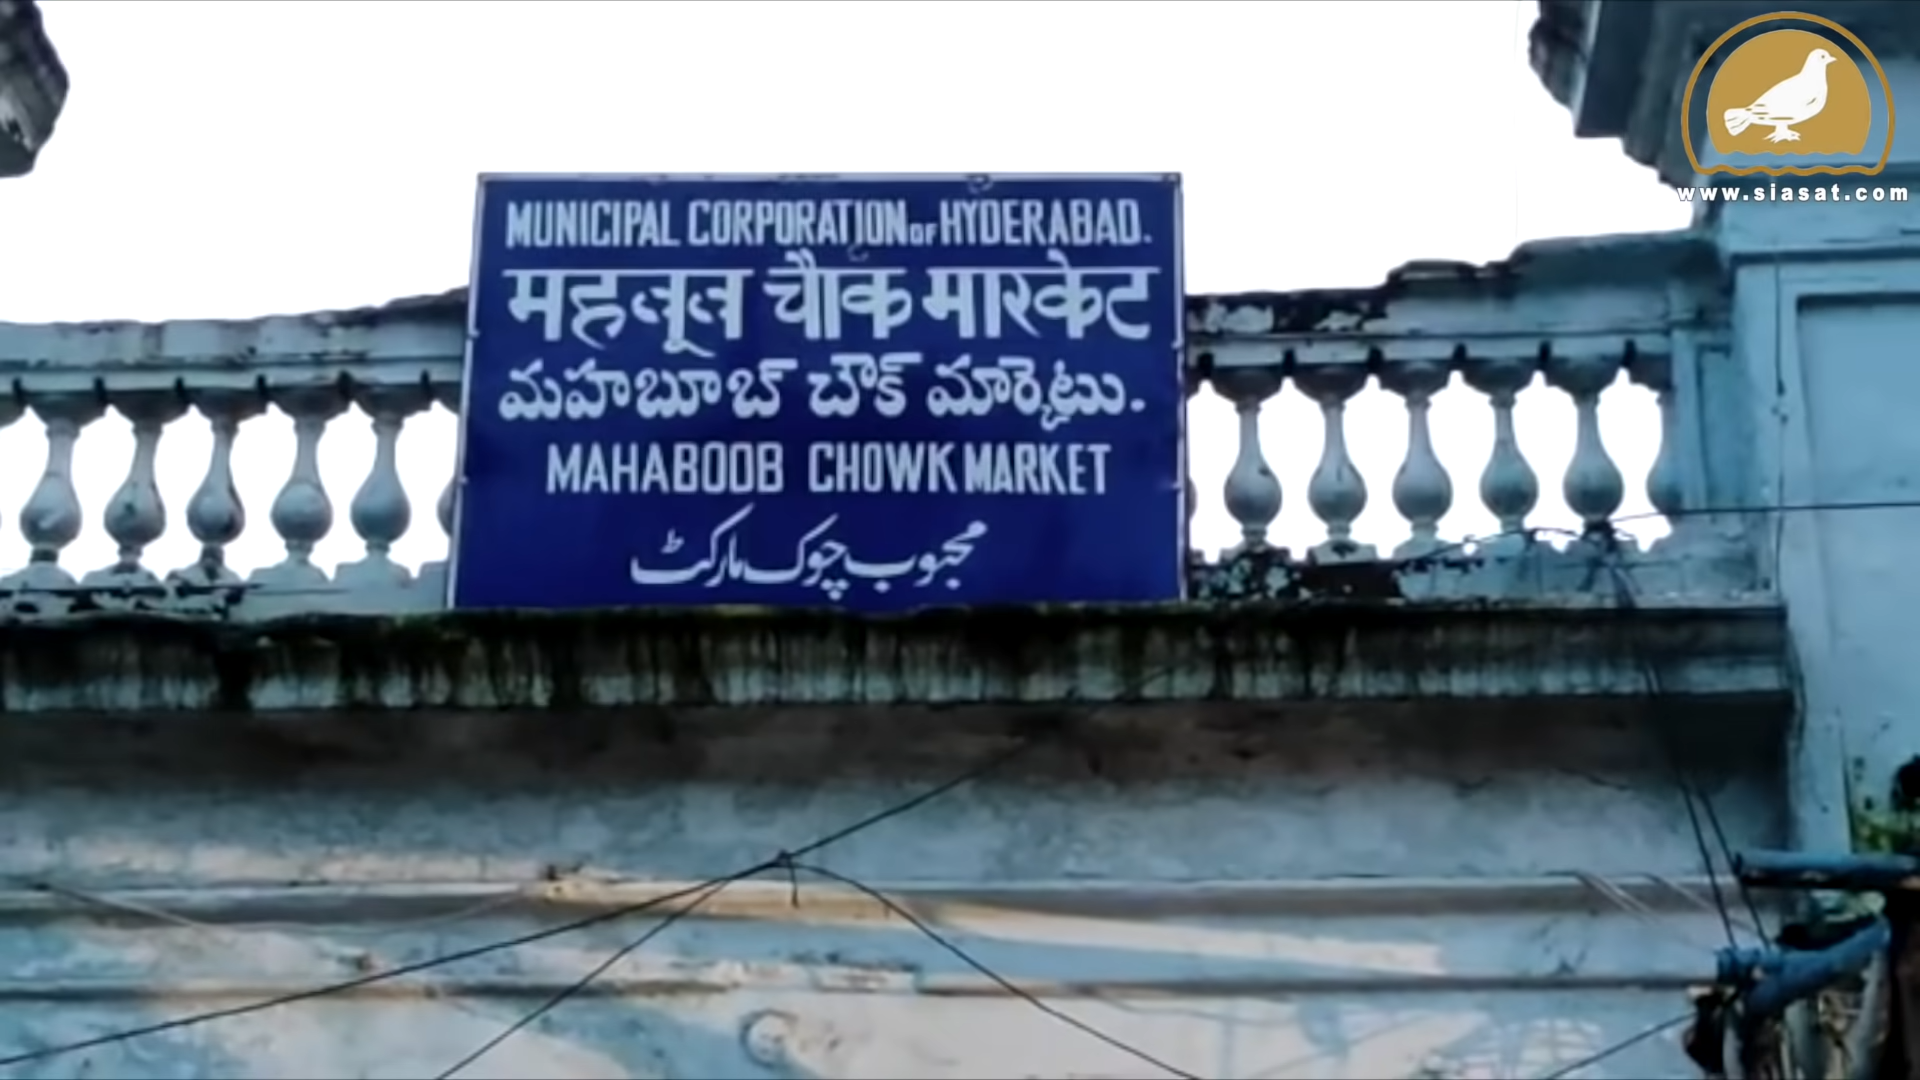 MUNICIPAL CORPORATION OF HYDERABAD.
महबूब चौक मारकेट
మహబూబ్ చౌక్ మార్కెట్టు.
MAHABOOB CHOWK MARKET
محبوب چوک مارکٹ
www.siasat.com